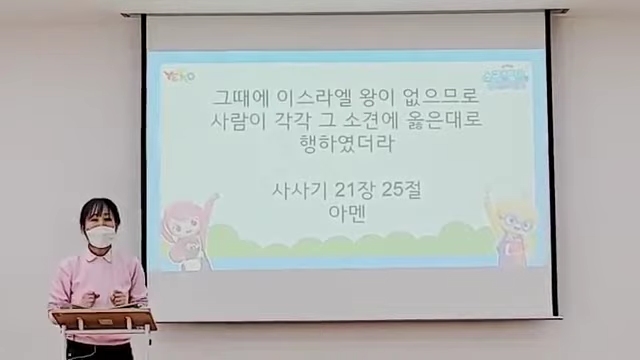 YEKO
그때에 이스라엘 왕이 없으므로
사람이 각각 그 소견에 옳은대로
행하였더라
사사기 21장 25절
아멘